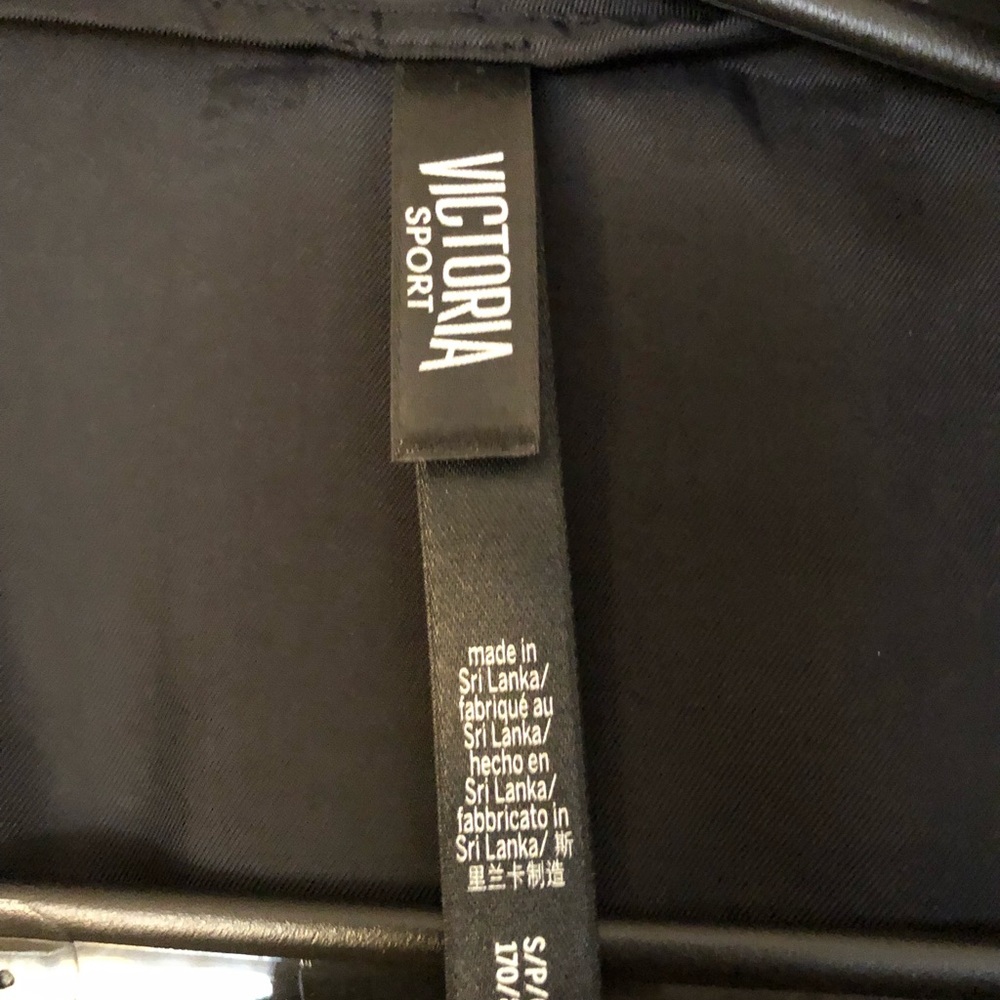 VICTORIA
SPORT
made in
Sri Lanka/
fabriqué au
Sri Lanka/
hecho en
Sri Lanka/
fabbricato in
Sri Lanka/ 斯
里兰卡制造
S/P/
170/